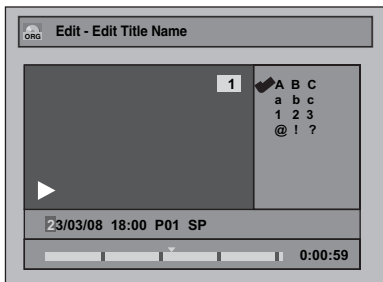 ORG Edit - Edit Title Name
1
A B C
a b c
1 2 3
@ ! ?
23/03/08 18:00 P01 SP
0:00:59